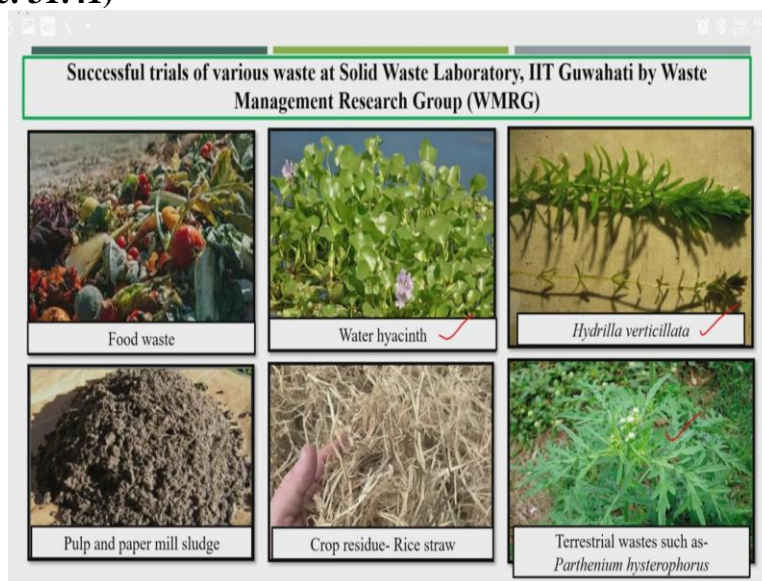 Successful trials of various waste at Solid Waste Laboratory, IIT Guwahati by Waste
Management Research Group (WMRG)
Food waste
Water hyacinth
Hydrilla verticillata
Pulp and paper mill sludge
Crop residue- Rice straw
Terrestrial wastes such as-
Parthenium hysterophorus